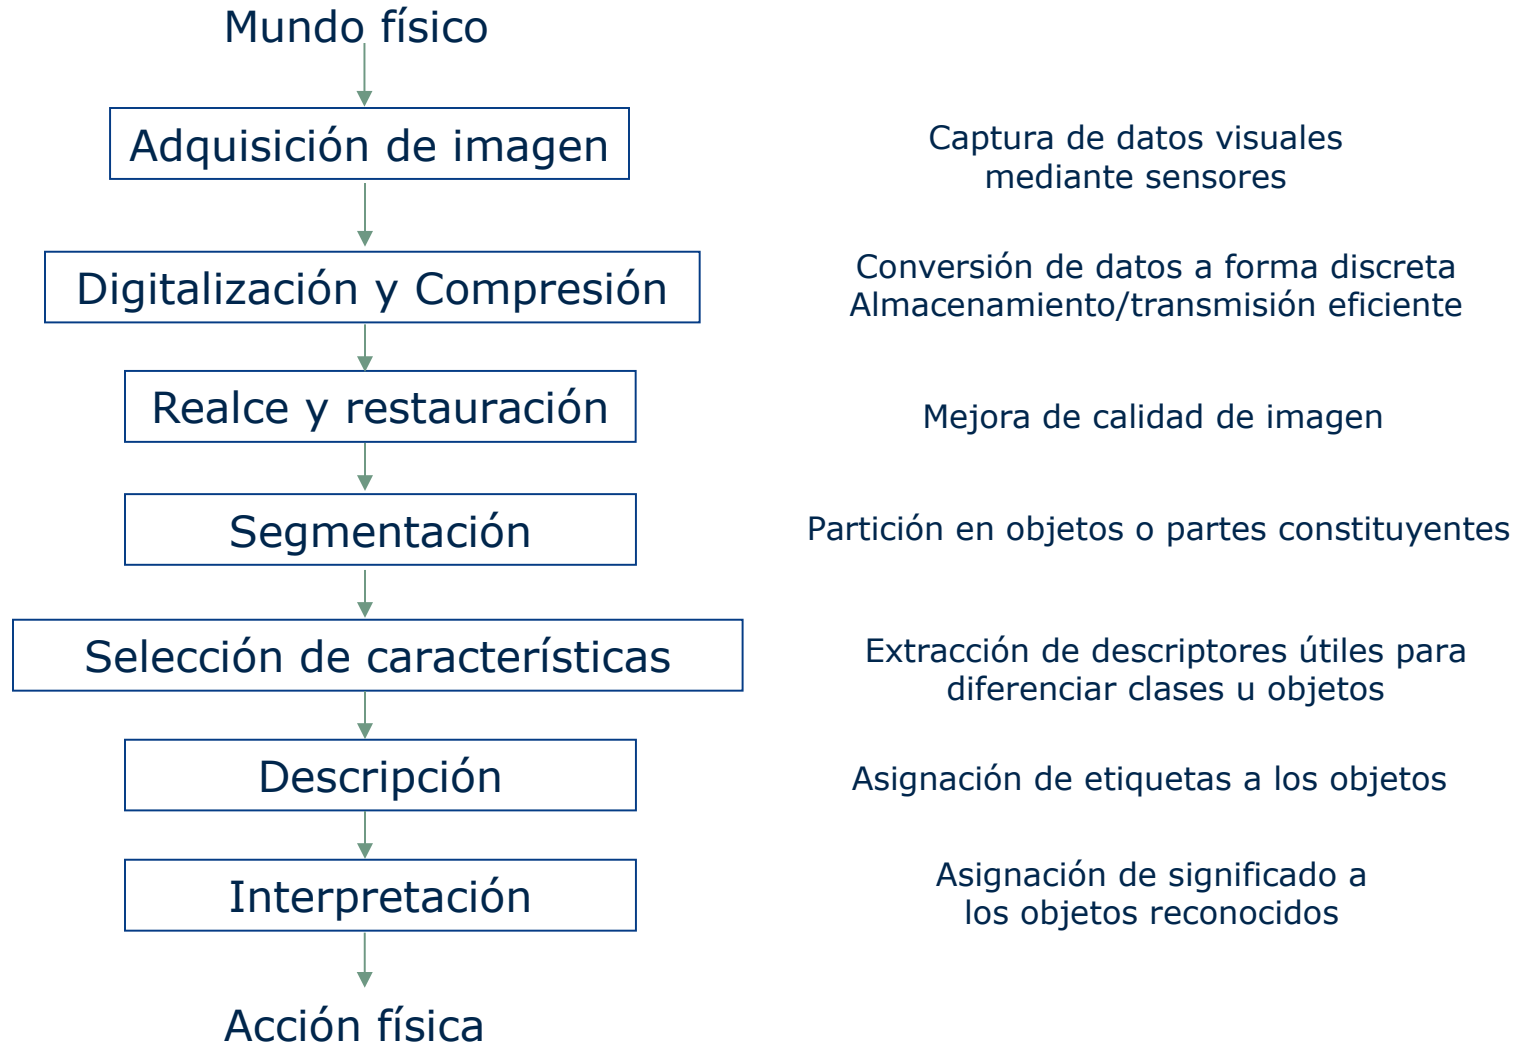 Mundo físico
Adquisición de imagen
Captura de datos visuales
mediante sensores
Digitalización y Compresión
Conversión de datos a forma discreta
Almacenamiento/transmisión eficiente
Realce y restauración
Mejora de calidad de imagen
Segmentación
Partición en objetos o partes constituyentes
Selección de características
Extracción de descriptores útiles para
diferenciar clases u objetos
Descripción
Asignación de etiquetas a los objetos
Interpretación
Asignación de significado a
los objetos reconocidos
Acción física